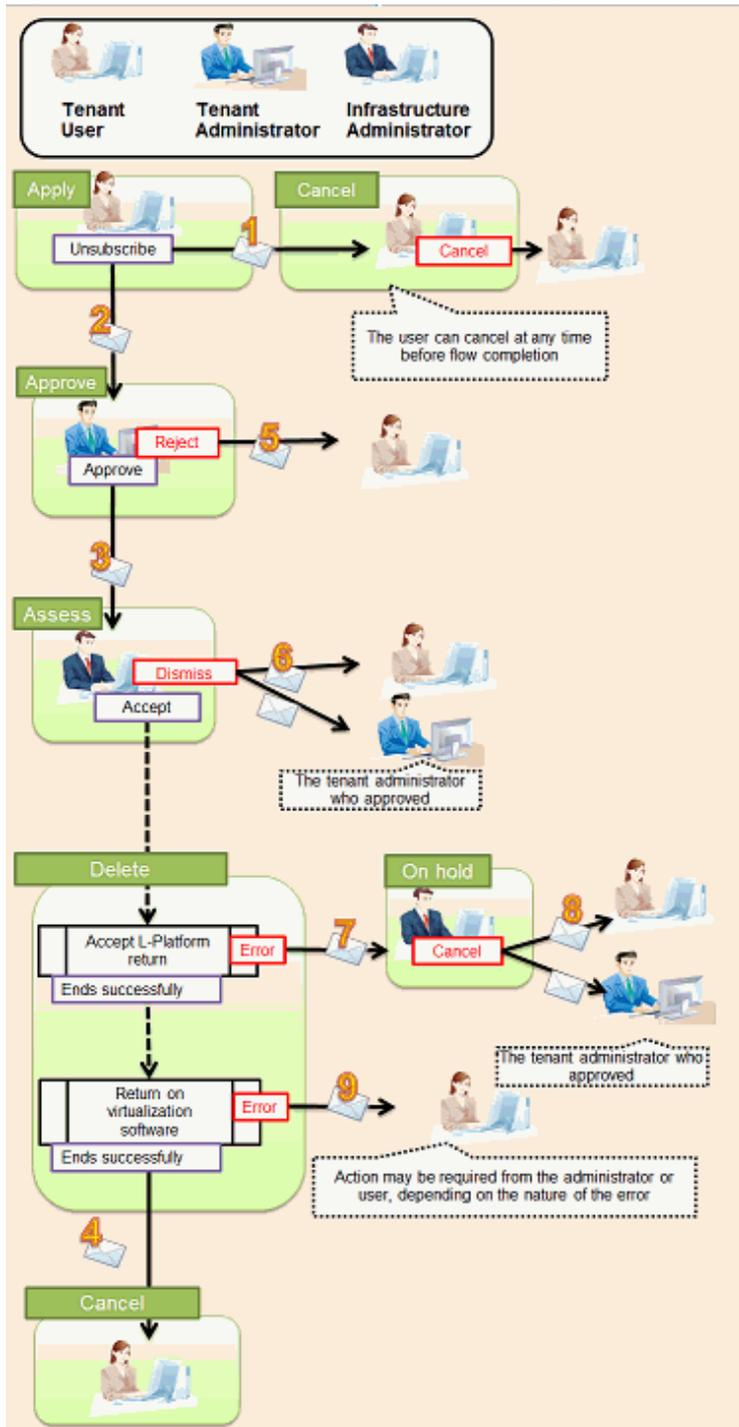 Tenant
User
Tenant
Administrator
Infrastructure
Administrator
Apply
Unsubscribe
1
Cancel
Cancel
The user can cancel at any time
before flow completion
2
Approve
Reject
Approve
5
3
Assess
Dismiss
Accept
6
The tenant administrator
who approved
Delete
Accept L-Platform
return
Error
Ends successfully
7
On hold
Cancel
8
The tenant administrator who
approved
Return on
virtualization
software
Error
Ends successfully
9
Action may be required from the administrator or
user, depending on the nature of the error
4
Cancel